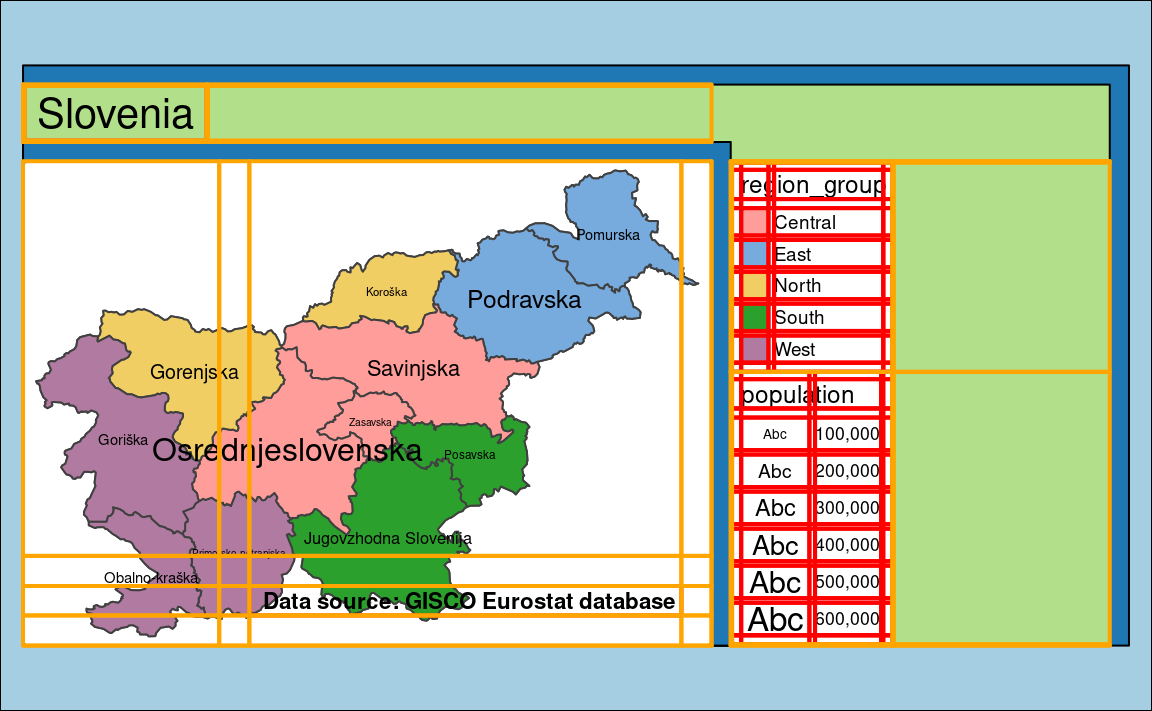 Slovenia
region_group
Central
East
North
South
West
population
Abc 100,000
Abc 200,000
Abc 300,000
Abc 400,000
Abc 500,000
Abc 600,000
Pomurska
Koroška
Podravska
Gorenjska
Savinjska
Zasavska
Goriška
Osrednjeslovenska
Posavska
Jugovzhodna Slovenija
Primorsko-notranjska
Obalno-kraška
Data source: GISCO Eurostat database